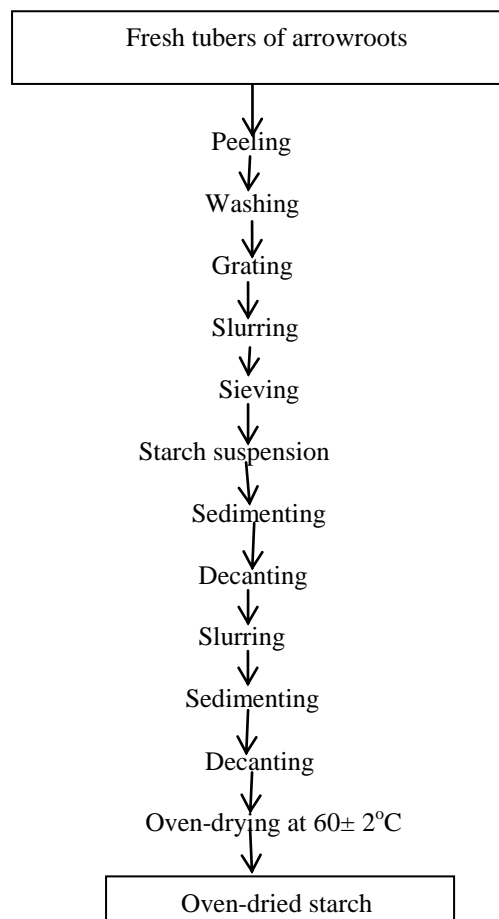 Fresh tubers of arrowroots
Peeling
Washing
Grating
Slurring
Sieving
Starch suspension
Sedimenting
Decanting
Slurring
Sedimenting
Decanting
Oven-drying at 60± 2°C
Oven-dried starch